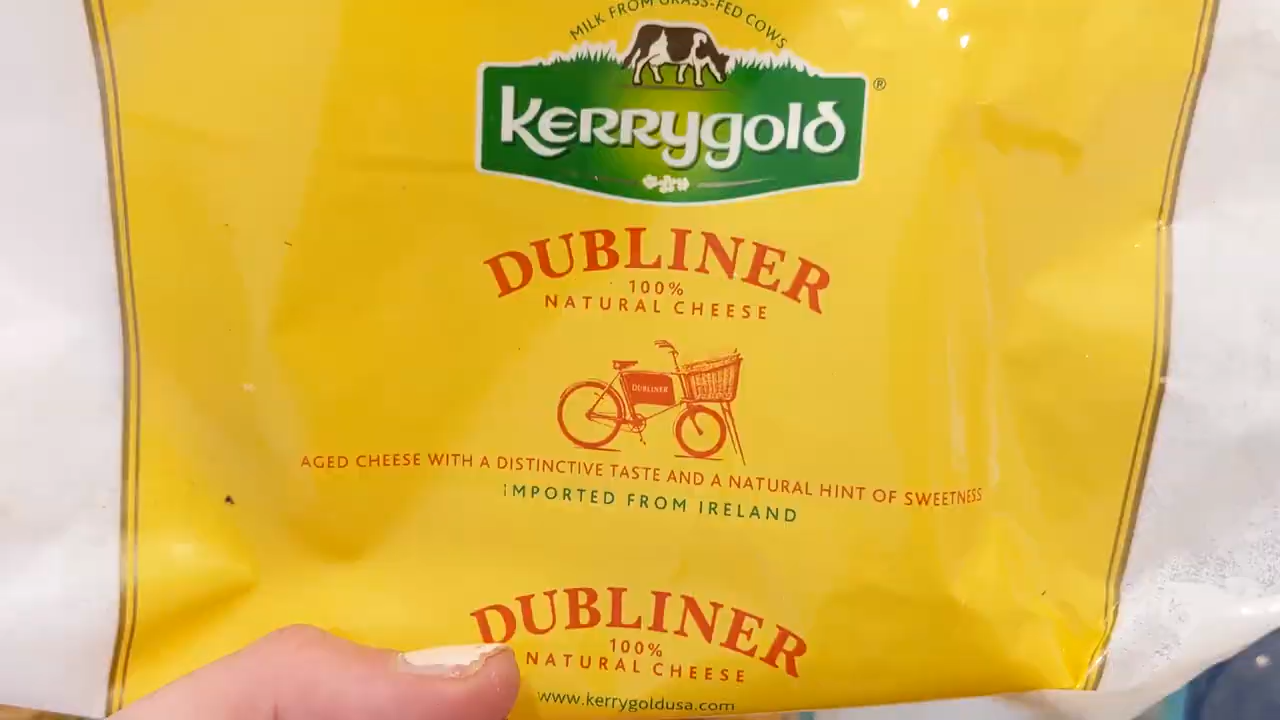 MILK FROM GRASS-FED COWS
Kerrygold®
DUBLINER
100%
NATURAL CHEESE
DUBLINER
AGED CHEESE WITH A DISTINCTIVE TASTE AND A NATURAL HINT OF SWEETNESS
IMPORTED FROM IRELAND
DUBLINER
100%
NATURAL CHEESE
www.kerrygoldusa.com